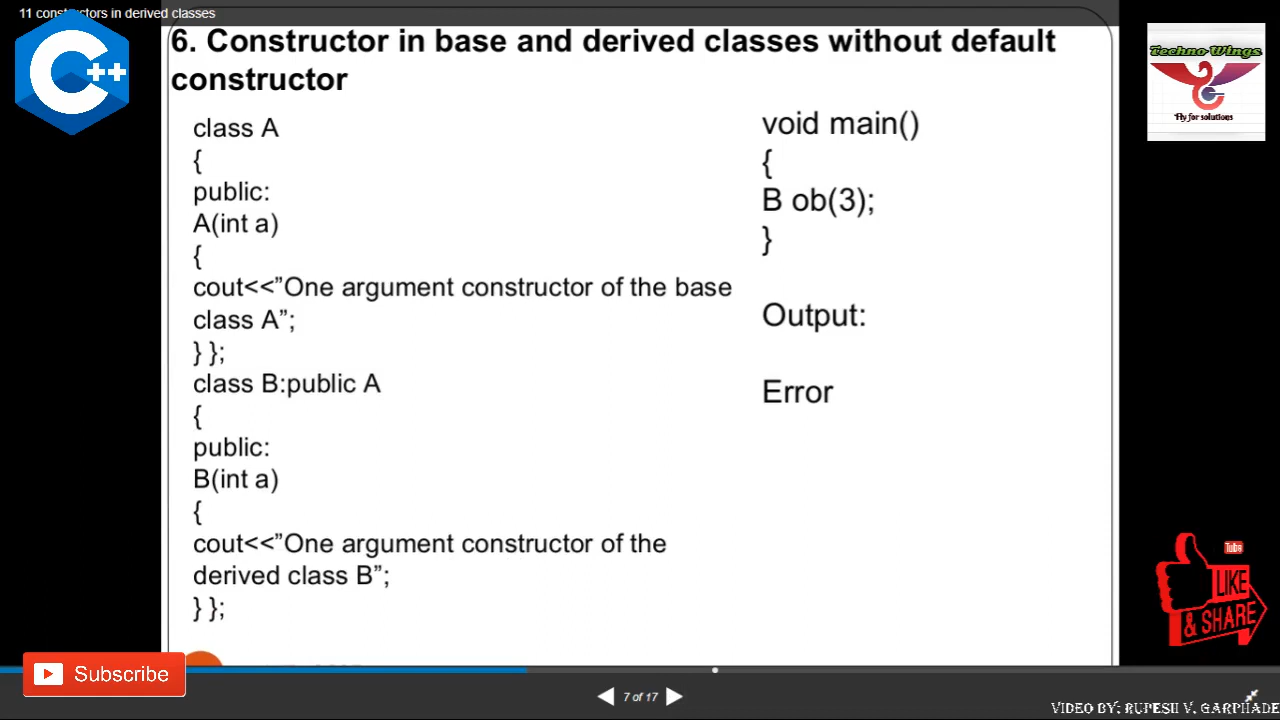 11 constructors in derived classes
6. Constructor in base and derived classes without default
constructor
class A
{
public:
A(int a)
{
cout<<”One argument constructor of the base
class A”;
} };
class B:public A
{
public:
B(int a)
{
cout<<”One argument constructor of the
derived class B”;
} };
void main()
{
B ob(3);
}
Output:
Error
C++
Techno Wings
Fly for solutions
Tube
LIKE
& SHARE
Subscribe
7 of 17
VIDEO BY: RUPESH V. GARPHADE